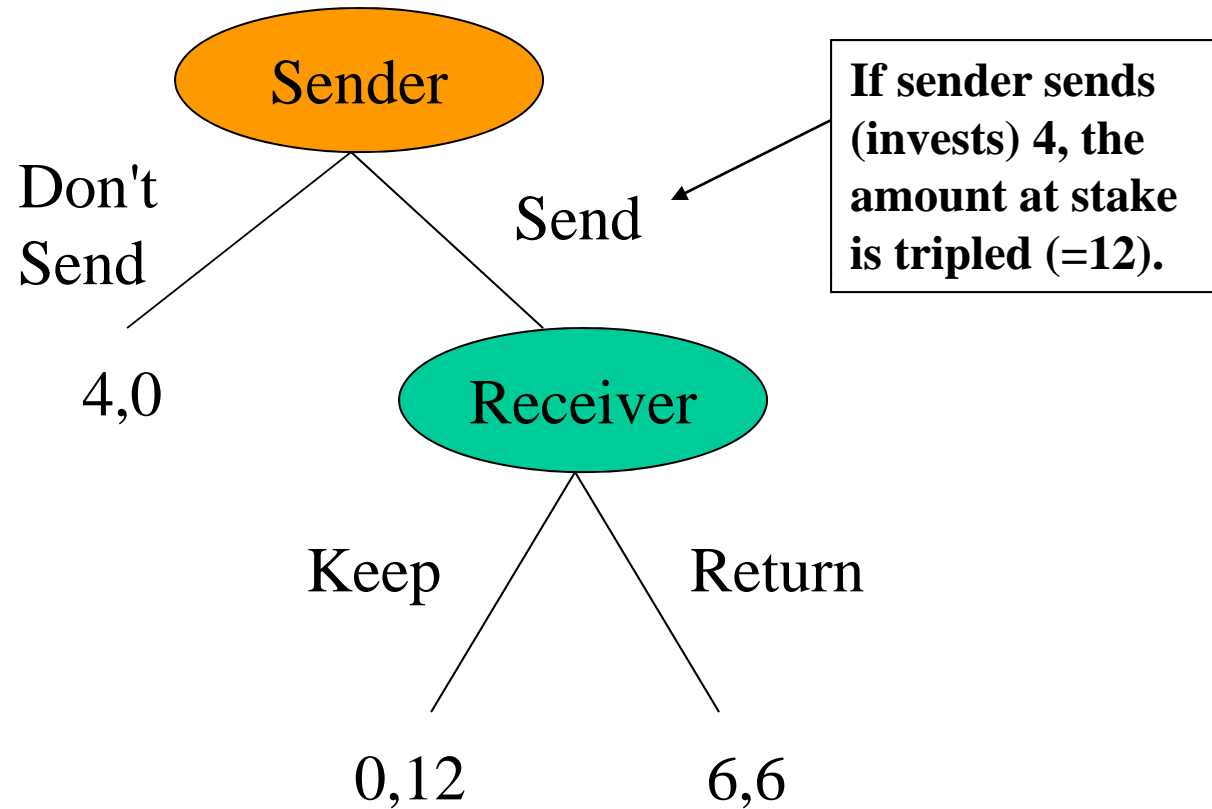 Sender
If sender sends
(invests) 4, the
amount at stake
is tripled (=12).
Don't
Send
Send
4,0
Receiver
Keep
Return
0,12
6,6